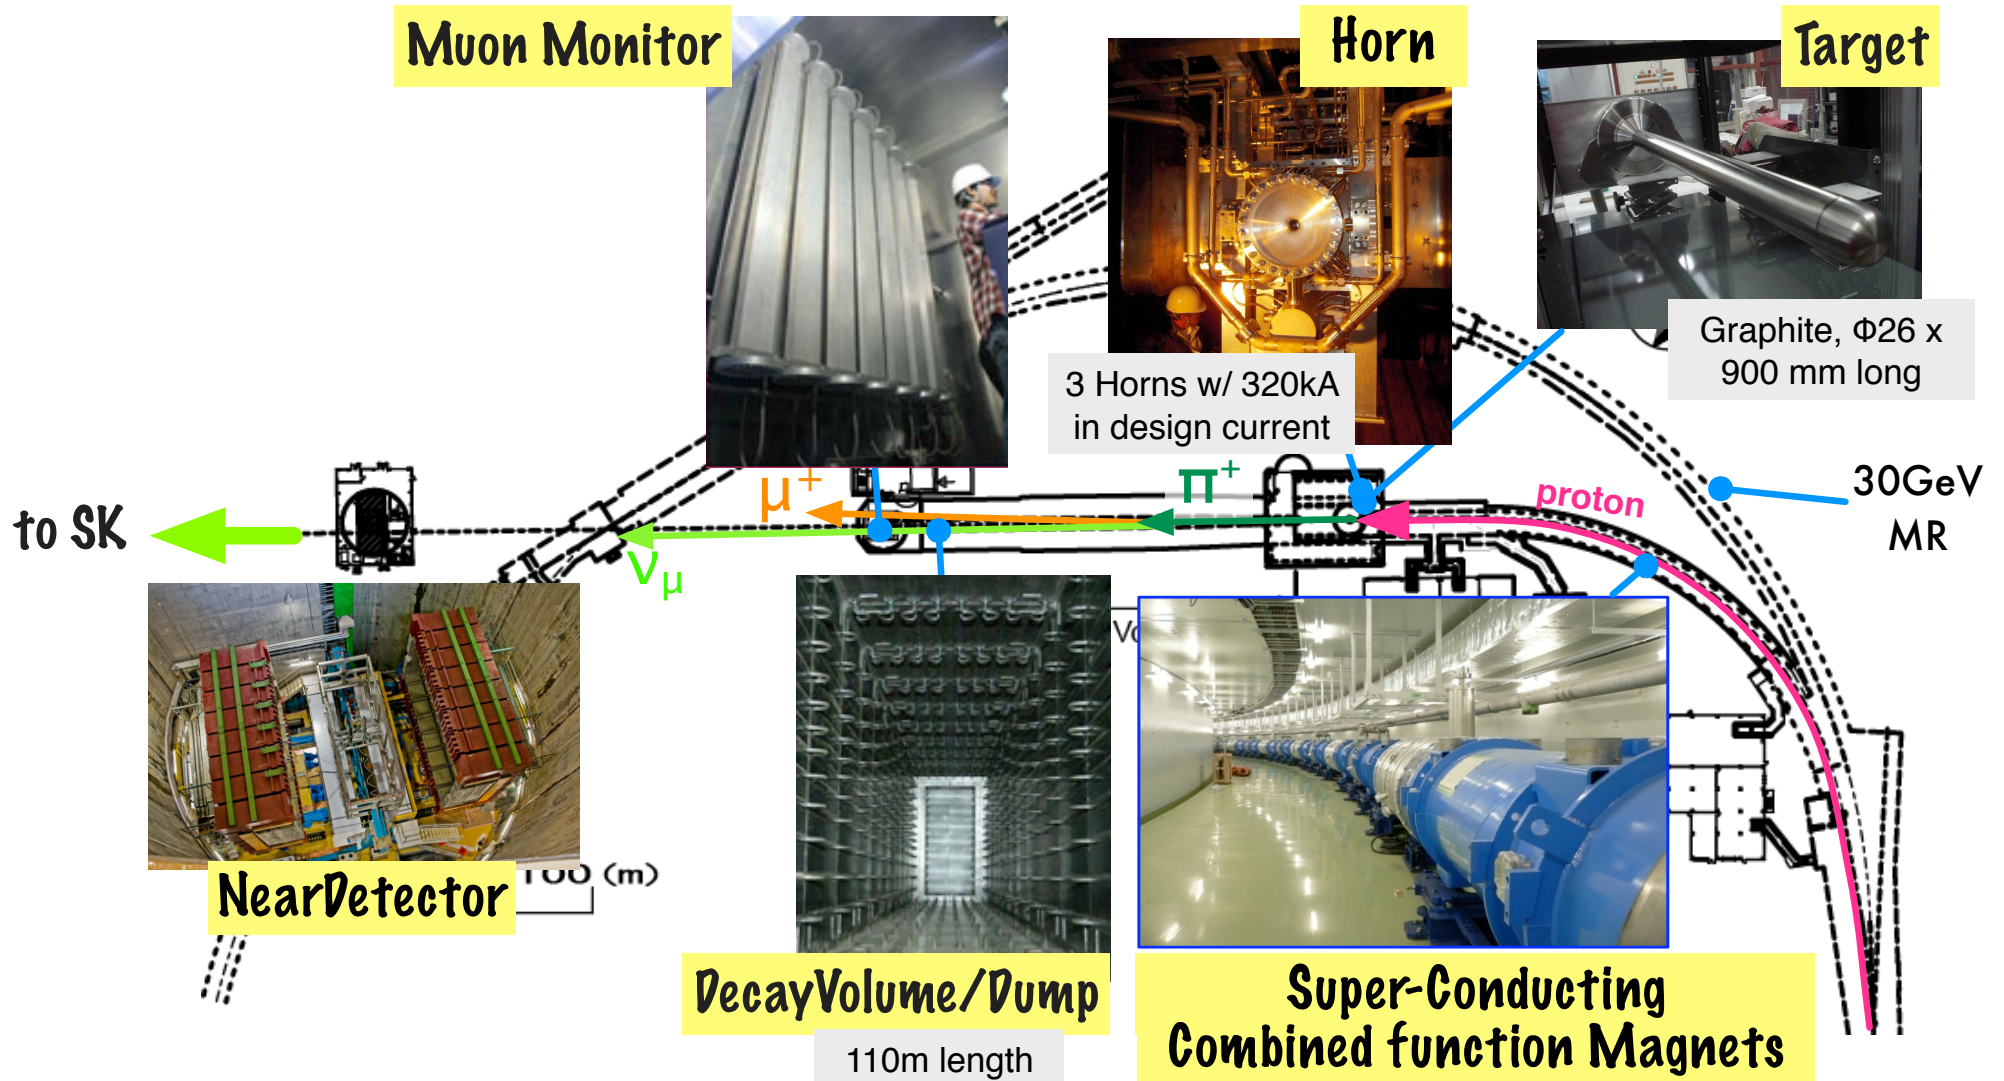 Muon Monitor
Horn
Target
Graphite, Φ26 x
900 mm long
3 Horns w/ 320kA
in design current
30GeV
MR
proton
π⁺
μ⁺
νμ
to SK
NearDetector
100 (m)
DecayVolume/Dump
110m length
Super-Conducting
Combined function Magnets